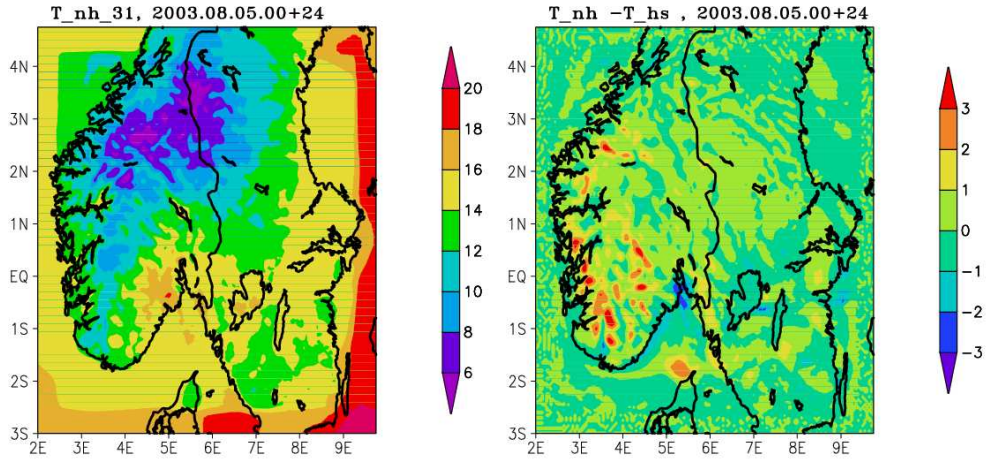 T_nh_31, 2003.08.05.00+24
4N
3N
2N
1N
EQ
1S
2S
3S
2E 3E 4E 5E 6E 7E 8E 9E
20
18
16
14
12
10
8
6
T_nh -T_hs , 2003.08.05.00+24
4N
3N
2N
1N
EQ
1S
2S
3S
2E 3E 4E 5E 6E 7E 8E 9E
3
2
1
0
−1
−2
−3